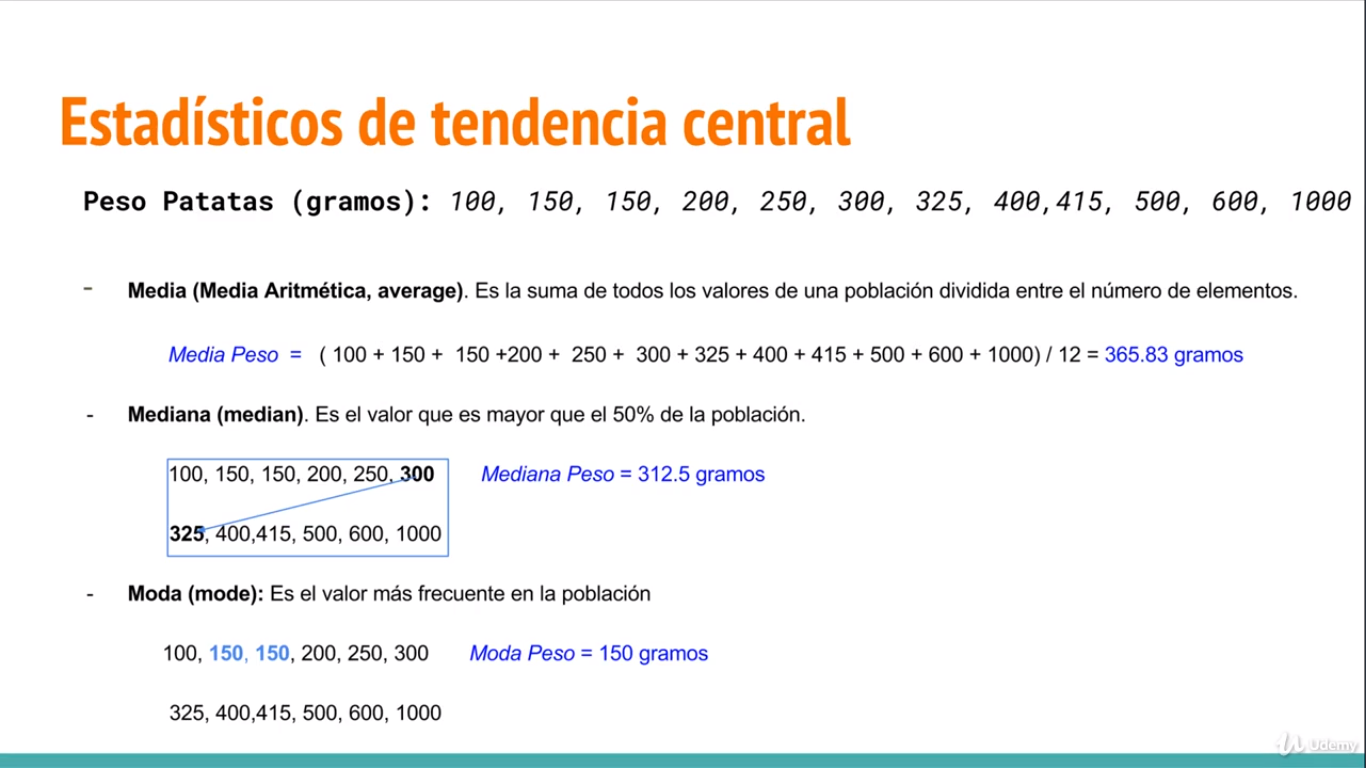 Estadísticos de tendencia central
Peso Patatas (gramos): 100, 150, 150, 200, 250, 300, 325, 400,415, 500, 600, 1000
- Media (Media Aritmética, average). Es la suma de todos los valores de una población dividida entre el número de elementos.
Media Peso = ( 100 + 150 + 150 +200 + 250 + 300 + 325 + 400 + 415 + 500 + 600 + 1000) / 12 = 365.83 gramos
- Mediana (median). Es el valor que es mayor que el 50% de la población.
100, 150, 150, 200, 250, 300 Mediana Peso = 312.5 gramos
325, 400,415, 500, 600, 1000
- Moda (mode): Es el valor más frecuente en la población
100, 150, 150, 200, 250, 300 Moda Peso = 150 gramos
325, 400,415, 500, 600, 1000
Udemy